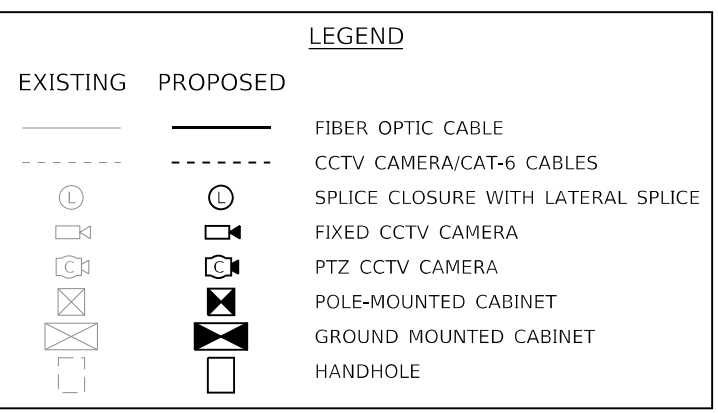 LEGEND
EXISTING PROPOSED
FIBER OPTIC CABLE
CCTV CAMERA/CAT-6 CABLES
L L SPLICE CLOSURE WITH LATERAL SPLICE
FIXED CCTV CAMERA
C C PTZ CCTV CAMERA
POLE-MOUNTED CABINET
GROUND MOUNTED CABINET
HANDHOLE